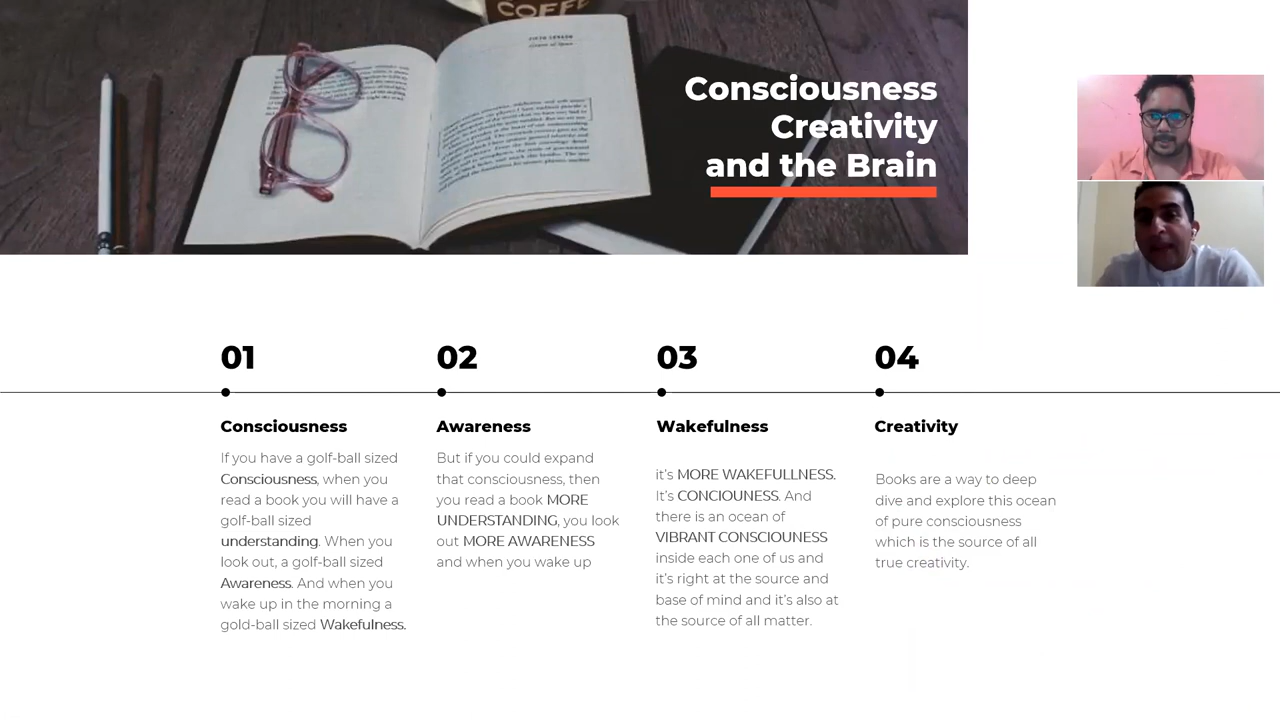 COFFE
Consciousness
Creativity
and the Brain
01
Consciousness
If you have a golf-ball sized
Consciousness, when you
read a book you will have a
golf-ball sized
understanding. When you
look out, a golf-ball sized
Awareness. And when you
wake up in the morning a
gold-ball sized Wakefulness.
02
Awareness
But if you could expand
that consciousness, then
you read a book MORE
UNDERSTANDING, you look
out MORE AWARENESS
and when you wake up
03
Wakefulness
it's MORE WAKEFULLNESS.
It's CONCIOUNESS. And
there is an ocean of
VIBRANT CONSCIOUNESS
inside each one of us and
it's right at the source and
base of mind and it's also at
the source of all matter.
04
Creativity
Books are a way to deep
dive and explore this ocean
of pure consciousness
which is the source of all
true creativity.